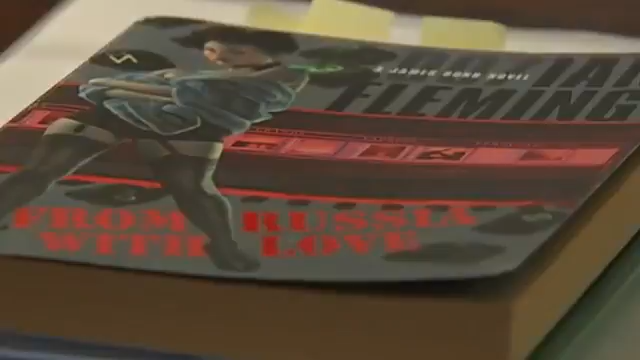 A JAMES BOND NOVEL
IAN
FLEMING
FROM RUSSIA
WITH LOVE